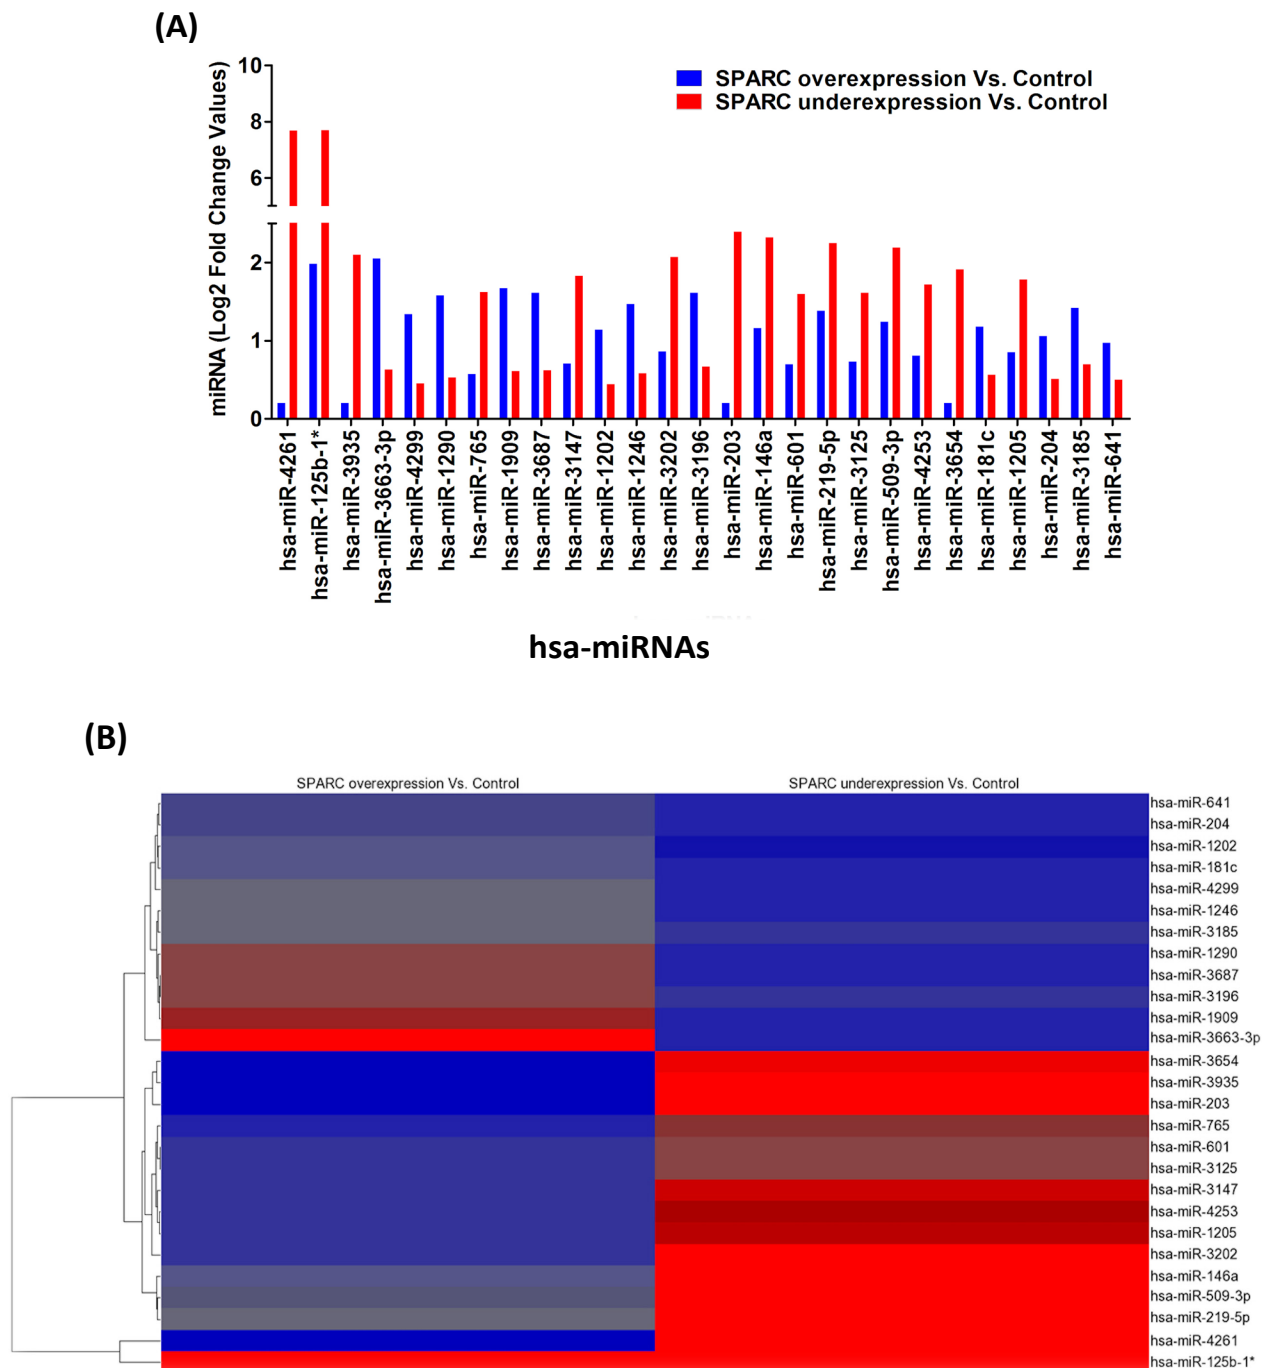 (A)
10
8
6
2
1
0
miRNA (Log2 Fold Change Values)
SPARC overexpression Vs. Control
SPARC underexpression Vs. Control
hsa-miR-4261
hsa-miR-125b-1*
hsa-miR-3935
hsa-miR-3663-3p
hsa-miR-4299
hsa-miR-1290
hsa-miR-765
hsa-miR-1909
hsa-miR-3687
hsa-miR-3147
hsa-miR-1202
hsa-miR-1246
hsa-miR-3202
hsa-miR-3196
hsa-miR-203
hsa-miR-146a
hsa-miR-601
hsa-miR-219-5p
hsa-miR-3125
hsa-miR-509-3p
hsa-miR-4253
hsa-miR-3654
hsa-miR-181c
hsa-miR-1205
hsa-miR-204
hsa-miR-3185
hsa-miR-641
hsa-miRNAs
(B)
SPARC overexpression Vs. Control
SPARC underexpression Vs. Control
hsa-miR-641
hsa-miR-204
hsa-miR-1202
hsa-miR-181c
hsa-miR-4299
hsa-miR-1246
hsa-miR-3185
hsa-miR-1290
hsa-miR-3687
hsa-miR-3196
hsa-miR-1909
hsa-miR-3663-3p
hsa-miR-3654
hsa-miR-3935
hsa-miR-203
hsa-miR-765
hsa-miR-601
hsa-miR-3125
hsa-miR-3147
hsa-miR-4253
hsa-miR-1205
hsa-miR-3202
hsa-miR-146a
hsa-miR-509-3p
hsa-miR-219-5p
hsa-miR-4261
hsa-miR-125b-1*